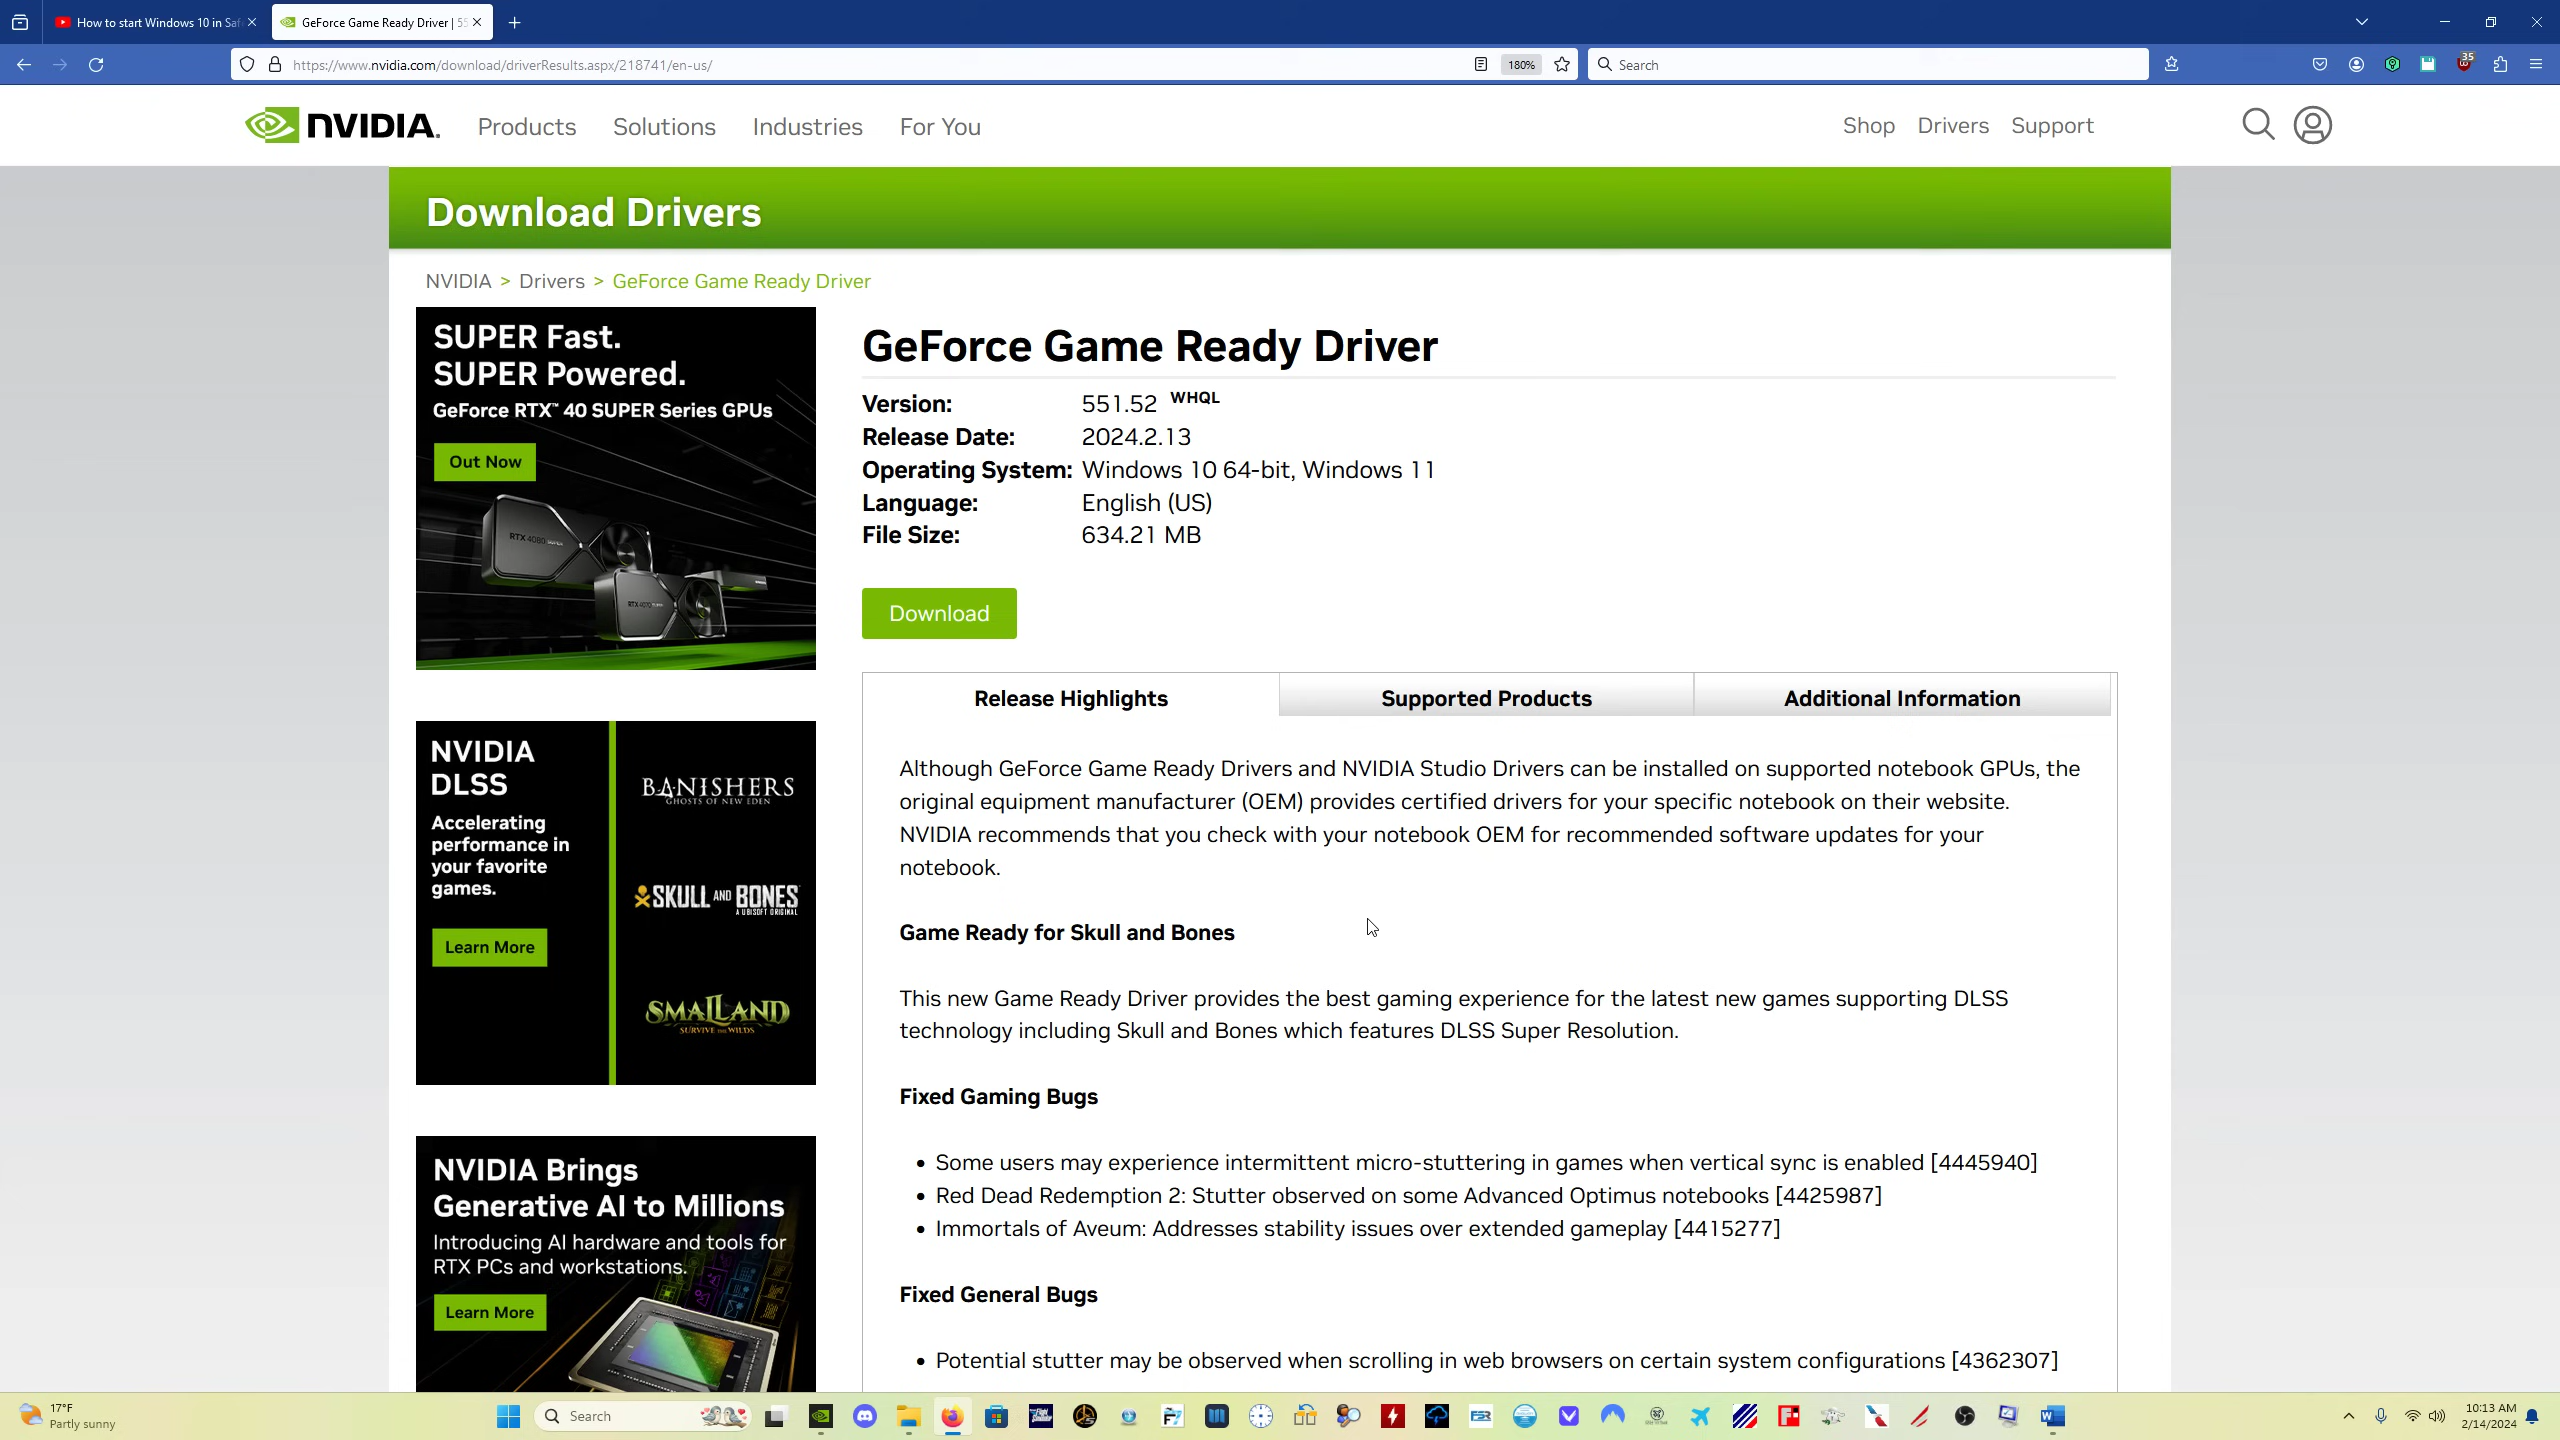 How to start Windows 10 in Saf
GeForce Game Ready Driver | 55
https://www.nvidia.com/download/driverResults.aspx/218741/en-us/
180%
Search
35
NVIDIA.
Products
Solutions
Industries
For You
Shop
Drivers
Support
Download Drivers
NVIDIA > Drivers > GeForce Game Ready Driver
SUPER Fast.
SUPER Powered.
GeForce RTX™ 40 SUPER Series GPUs
Out Now
RTX 4080 SUPER
RTX 4070 SUPER
GeForce Game Ready Driver
Version: 551.52 WHQL
Release Date: 2024.2.13
Operating System: Windows 10 64-bit, Windows 11
Language: English (US)
File Size: 634.21 MB
Download
NVIDIA
DLSS
Accelerating
performance in
your favorite
games.
Learn More
BANISHERS
GHOSTS OF NEW EDEN
SKULL AND BONES
A UBISOFT ORIGINAL
SMALLAND
SURVIVE THE WILDS
Release Highlights
Supported Products
Additional Information
Although GeForce Game Ready Drivers and NVIDIA Studio Drivers can be installed on supported notebook GPUs, the
original equipment manufacturer (OEM) provides certified drivers for your specific notebook on their website.
NVIDIA recommends that you check with your notebook OEM for recommended software updates for your
notebook.
Game Ready for Skull and Bones
This new Game Ready Driver provides the best gaming experience for the latest new games supporting DLSS
technology including Skull and Bones which features DLSS Super Resolution.
Fixed Gaming Bugs
• Some users may experience intermittent micro-stuttering in games when vertical sync is enabled [4445940]
• Red Dead Redemption 2: Stutter observed on some Advanced Optimus notebooks [4425987]
• Immortals of Aveum: Addresses stability issues over extended gameplay [4415277]
Fixed General Bugs
• Potential stutter may be observed when scrolling in web browsers on certain system configurations [4362307]
NVIDIA Brings
Generative AI to Millions
Introducing AI hardware and tools for
RTX PCs and workstations.
Learn More
17°F
Partly sunny
Search
FSR
10:13 AM
2/14/2024